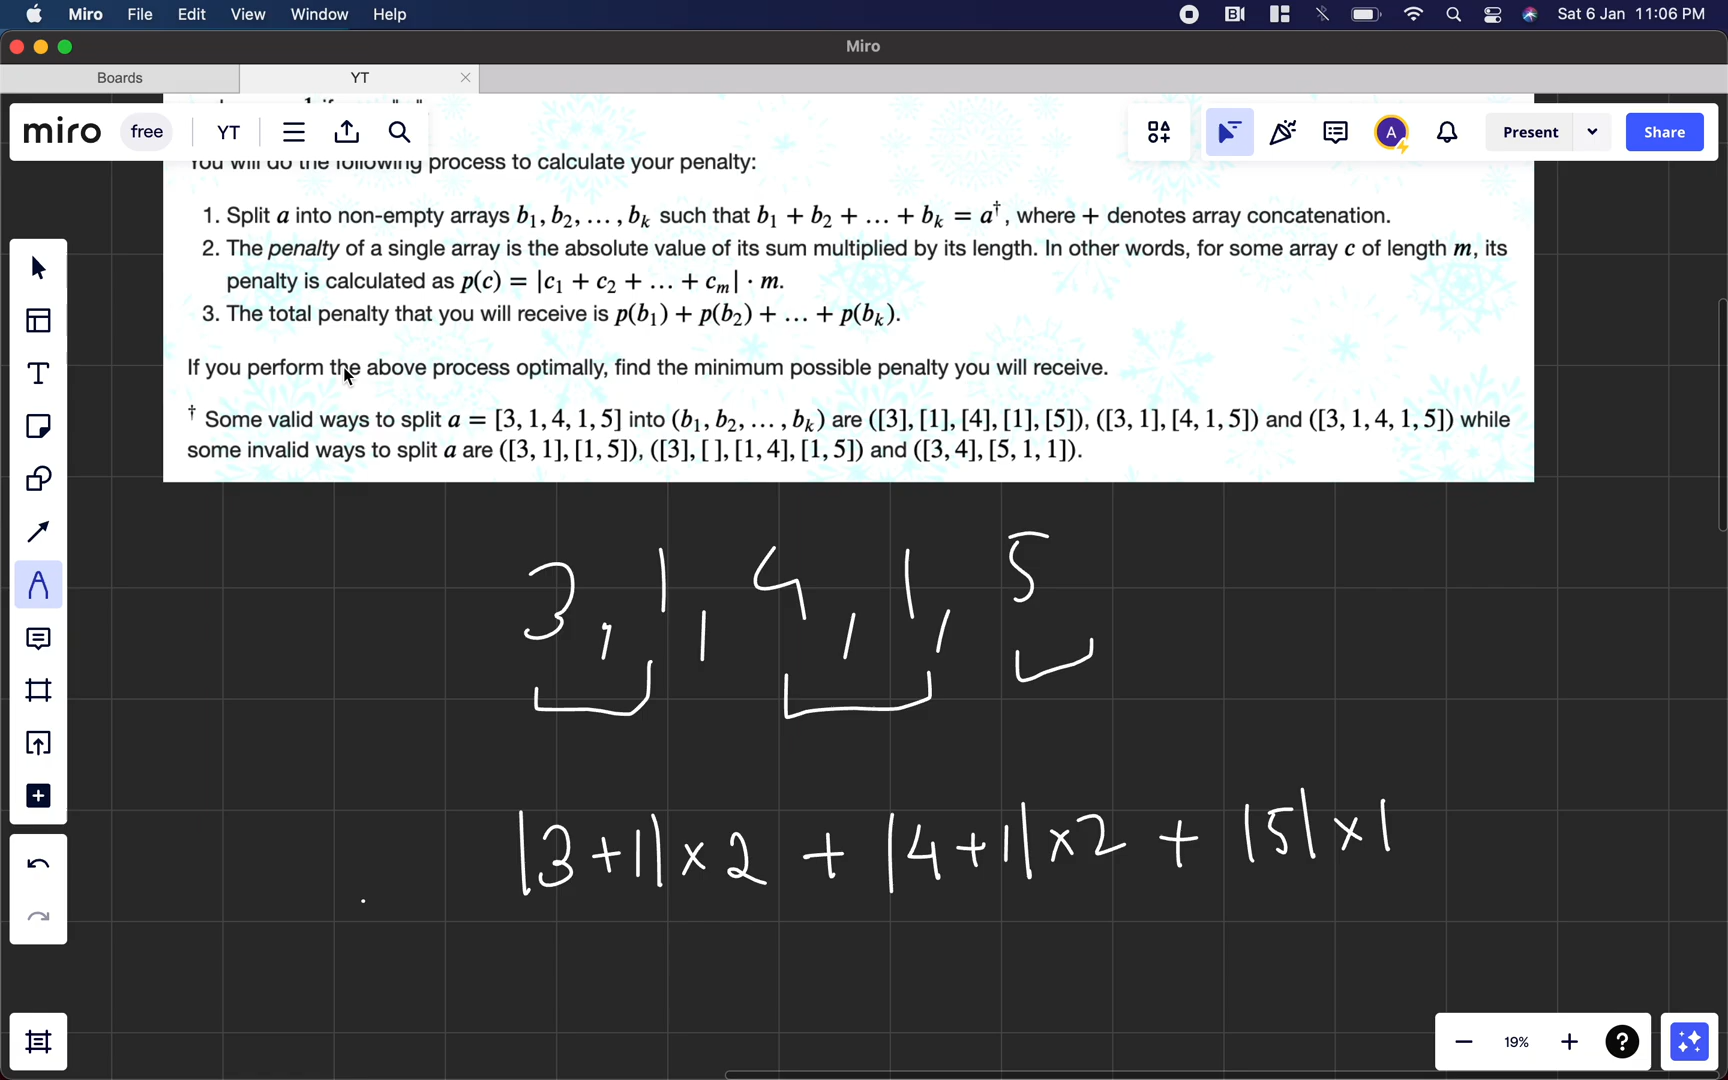 Miro File Edit View Window Help Sat 6 Jan 11:06 PM
Miro
Boards YT
miro free YT Present Share
You will do the following process to calculate your penalty:
1. Split a into non-empty arrays b₁, b₂, …, bₖ such that b₁ + b₂ + … + bₖ = a†, where + denotes array concatenation.
2. The penalty of a single array is the absolute value of its sum multiplied by its length. In other words, for some array c of length m, its
penalty is calculated as p(c) = |c₁ + c₂ + … + cₘ| · m.
3. The total penalty that you will receive is p(b₁) + p(b₂) + … + p(bₖ).
If you perform the above process optimally, find the minimum possible penalty you will receive.
† Some valid ways to split a = [3, 1, 4, 1, 5] into (b₁, b₂, …, bₖ) are ([3], [1], [4], [1], [5]), ([3, 1], [4, 1, 5]) and ([3, 1, 4, 1, 5]) while
some invalid ways to split a are ([3, 1], [1, 5]), ([3], [ ], [1, 4], [1, 5]) and ([3, 4], [5, 1, 1]).
3, 1, 4, 1, 5
|3+1| × 2 + |4+1| × 2 + |5| × 1
19%